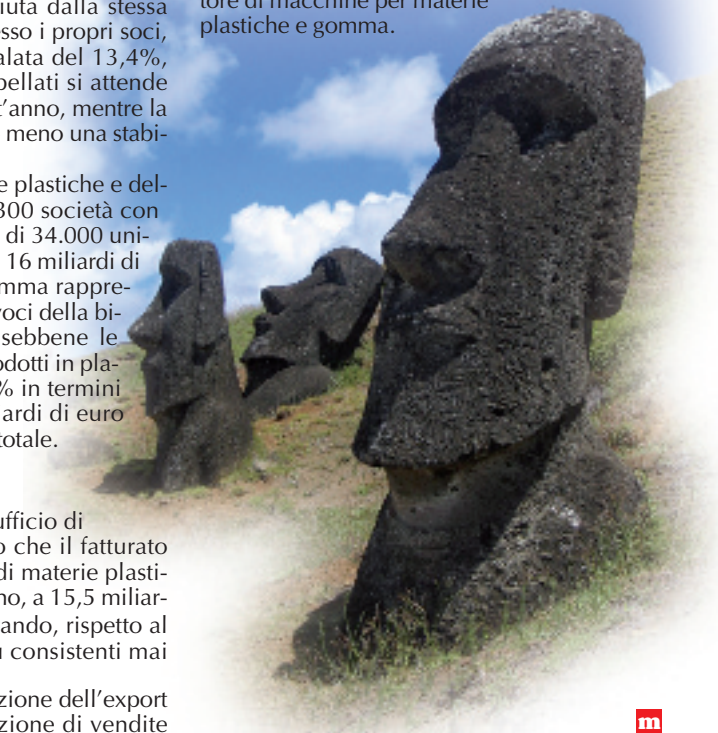 iuta dalla stessa
sso i propri soci,
alata del 13,4%,
pellati si attende
t'anno, mentre la
meno una stabi-
e plastiche e del-
300 società con
di 34.000 uni-
16 miliardi di
mma rappre-
voci della bi-
sebbene le
odotti in pla-
% in termini
ardi di euro
totale.
ufficio di
o che il fatturato
di materie plasti-
no, a 15,5 miliar-
ando, rispetto al
consistenti mai
zione dell'export
zione di vendite
tore di macchine per materie
plastiche e gomma.
m